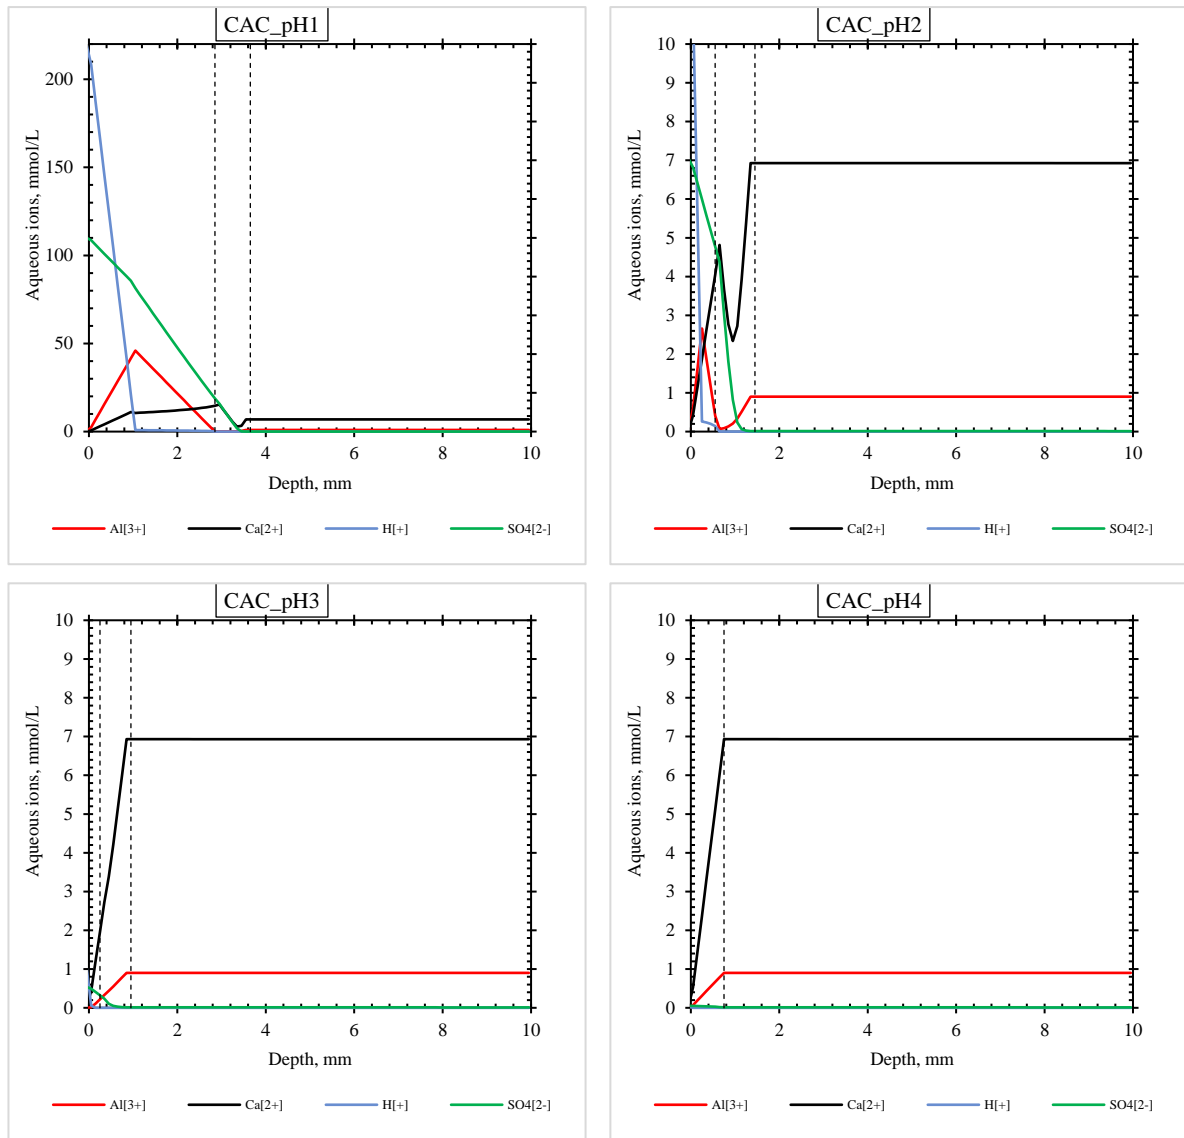 CAC_pH1
Aqueous ions, mmol/L
200
150
100
50
0
0 2 4 6 8 10
Depth, mm
Al[3+] Ca[2+] H[+] SO4[2-]
CAC_pH2
Aqueous ions, mmol/L
10
9
8
7
6
5
4
3
2
1
0
0 2 4 6 8 10
Depth, mm
Al[3+] Ca[2+] H[+] SO4[2-]
CAC_pH3
Aqueous ions, mmol/L
10
9
8
7
6
5
4
3
2
1
0
0 2 4 6 8 10
Depth, mm
Al[3+] Ca[2+] H[+] SO4[2-]
CAC_pH4
Aqueous ions, mmol/L
10
9
8
7
6
5
4
3
2
1
0
0 2 4 6 8 10
Depth, mm
Al[3+] Ca[2+] H[+] SO4[2-]